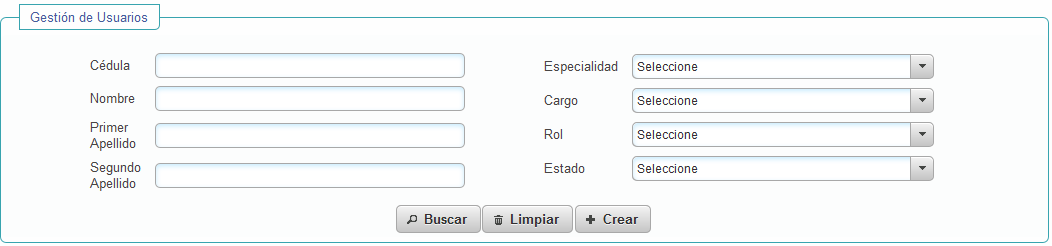 Gestión de Usuarios
Cédula
Nombre
Primer
Apellido
Segundo
Apellido
Especialidad Seleccione
Cargo Seleccione
Rol Seleccione
Estado Seleccione
Buscar Limpiar Crear